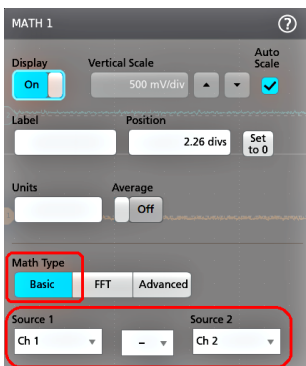 MATH 1 ?
Auto Scale
Display Vertical Scale
On 500 mV/div
Label Position
2.26 divs Set to 0
Units Average
Off
Math Type
Basic FFT Advanced
Source 1 Source 2
Ch 1 – Ch 2